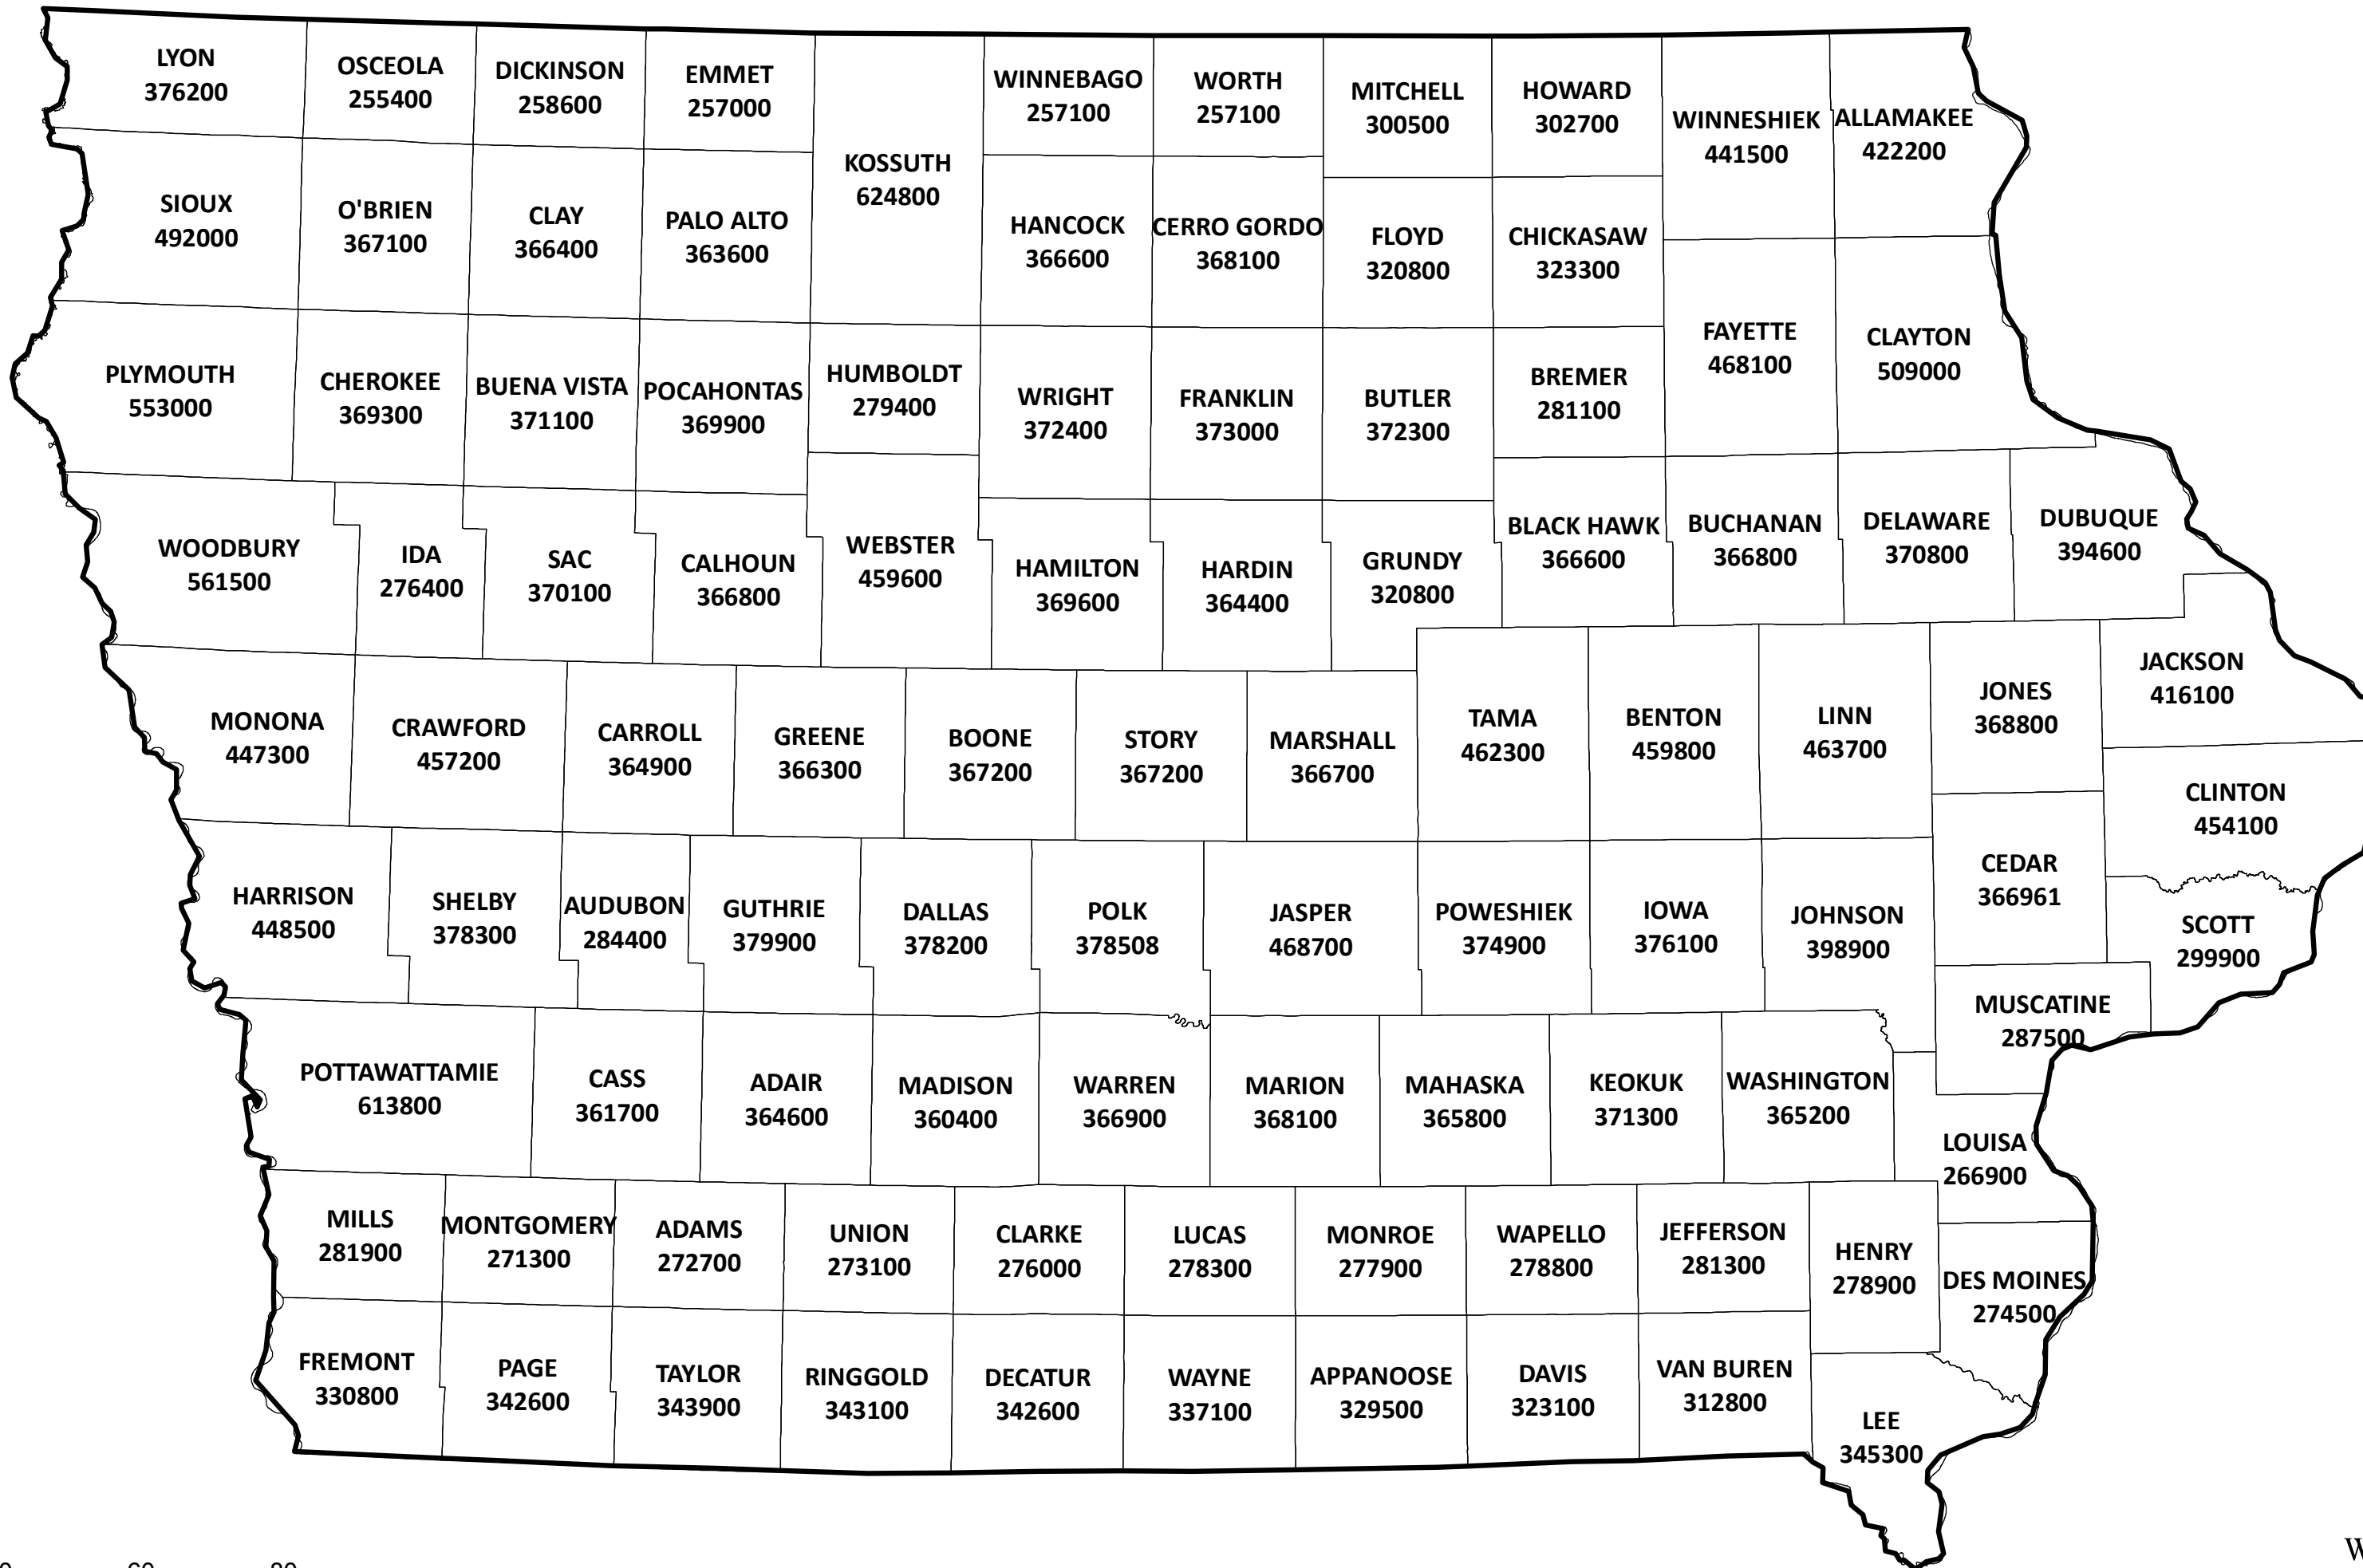 LYON
376200
OSCEOLA
255400
DICKINSON
258600
EMMET
257000
KOSSUTH
624800
WINNEBAGO
257100
WORTH
257100
MITCHELL
300500
HOWARD
302700
WINNESHIEK
441500
ALLAMAKEE
422200
SIOUX
492000
O'BRIEN
367100
CLAY
366400
PALO ALTO
363600
HANCOCK
366600
CERRO GORDO
368100
FLOYD
320800
CHICKASAW
323300
FAYETTE
468100
CLAYTON
509000
PLYMOUTH
553000
CHEROKEE
369300
BUENA VISTA
371100
POCAHONTAS
369900
HUMBOLDT
279400
WRIGHT
372400
FRANKLIN
373000
BUTLER
372300
BREMER
281100
WOODBURY
561500
IDA
276400
SAC
370100
CALHOUN
366800
WEBSTER
459600
HAMILTON
369600
HARDIN
364400
GRUNDY
320800
BLACK HAWK
366600
BUCHANAN
366800
DELAWARE
370800
DUBUQUE
394600
MONONA
447300
CRAWFORD
457200
CARROLL
364900
GREENE
366300
BOONE
367200
STORY
367200
MARSHALL
366700
TAMA
462300
BENTON
459800
LINN
463700
JONES
368800
JACKSON
416100
CLINTON
454100
HARRISON
448500
SHELBY
378300
AUDUBON
284400
GUTHRIE
379900
DALLAS
378200
POLK
378508
JASPER
468700
POWESHIEK
374900
IOWA
376100
JOHNSON
398900
CEDAR
366961
SCOTT
299900
MUSCATINE
287500
POTTAWATTAMIE
613800
CASS
361700
ADAIR
364600
MADISON
360400
WARREN
366900
MARION
368100
MAHASKA
365800
KEOKUK
371300
WASHINGTON
365200
LOUISA
266900
MILLS
281900
MONTGOMERY
271300
ADAMS
272700
UNION
273100
CLARKE
276000
LUCAS
278300
MONROE
277900
WAPELLO
278800
JEFFERSON
281300
HENRY
278900
DES MOINES
274500
FREMONT
330800
PAGE
342600
TAYLOR
343900
RINGGOLD
343100
DECATUR
342600
WAYNE
337100
APPANOOSE
329500
DAVIS
323100
VAN BUREN
312800
LEE
345300